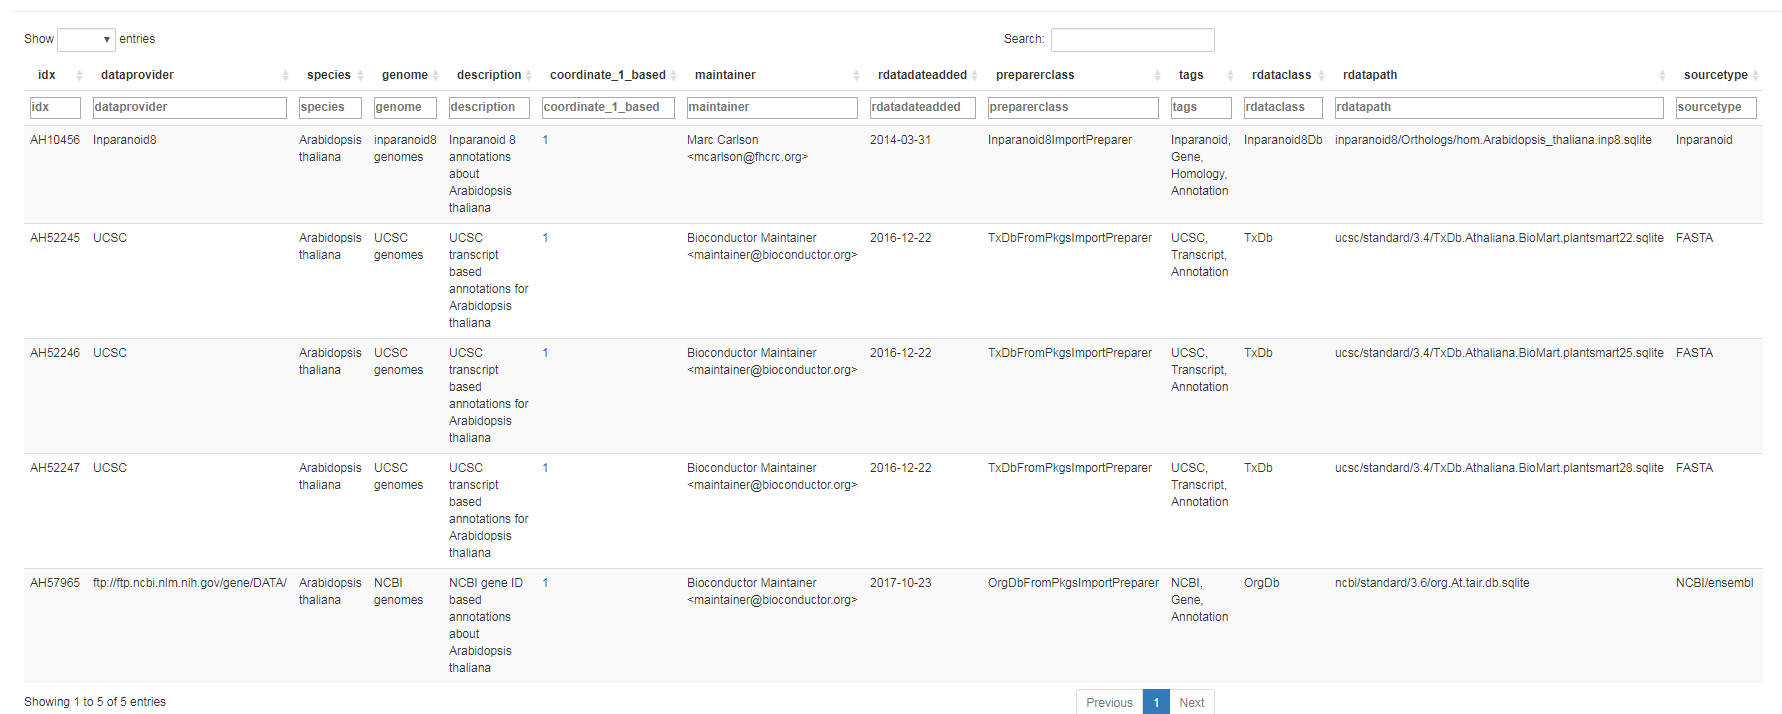 Show entries Search:
idx dataprovider species genome description coordinate_1_based maintainer rdatadateadded preparerclass tags rdataclass rdatapath sourcetype
idx dataprovider species genome description coordinate_1_based maintainer rdatadateadded preparerclass tags rdataclass rdatapath sourcetype
AH10456 Inparanoid8 Arabidopsis inparanoid8 Inparanoid 8 1 Marc Carlson 2014-03-31 Inparanoid8ImportPreparer Inparanoid, Inparanoid8Db inparanoid8/Orthologs/hom.Arabidopsis_thaliana.inp8.sqlite Inparanoid
thaliana genomes annotations <mcarlson@fhcrc.org> Gene,
about Homology,
Arabidopsis Annotation
thaliana
AH52245 UCSC Arabidopsis UCSC UCSC 1 Bioconductor Maintainer 2016-12-22 TxDbFromPkgsImportPreparer UCSC, TxDb ucsc/standard/3.4/TxDb.Athaliana.BioMart.plantsmart22.sqlite FASTA
thaliana genomes transcript <maintainer@bioconductor.org> Transcript,
based Annotation
annotations for
Arabidopsis
thaliana
AH52246 UCSC Arabidopsis UCSC UCSC 1 Bioconductor Maintainer 2016-12-22 TxDbFromPkgsImportPreparer UCSC, TxDb ucsc/standard/3.4/TxDb.Athaliana.BioMart.plantsmart25.sqlite FASTA
thaliana genomes transcript <maintainer@bioconductor.org> Transcript,
based Annotation
annotations for
Arabidopsis
thaliana
AH52247 UCSC Arabidopsis UCSC UCSC 1 Bioconductor Maintainer 2016-12-22 TxDbFromPkgsImportPreparer UCSC, TxDb ucsc/standard/3.4/TxDb.Athaliana.BioMart.plantsmart28.sqlite FASTA
thaliana genomes transcript <maintainer@bioconductor.org> Transcript,
based Annotation
annotations for
Arabidopsis
thaliana
AH57965 ftp://ftp.ncbi.nlm.nih.gov/gene/DATA/ Arabidopsis NCBI NCBI gene ID 1 Bioconductor Maintainer 2017-10-23 OrgDbFromPkgsImportPreparer NCBI, OrgDb ncbi/standard/3.6/org.At.tair.db.sqlite NCBI/ensembl
thaliana genomes based <maintainer@bioconductor.org> Gene,
annotations Annotation
about
Arabidopsis
thaliana
Showing 1 to 5 of 5 entries Previous 1 Next